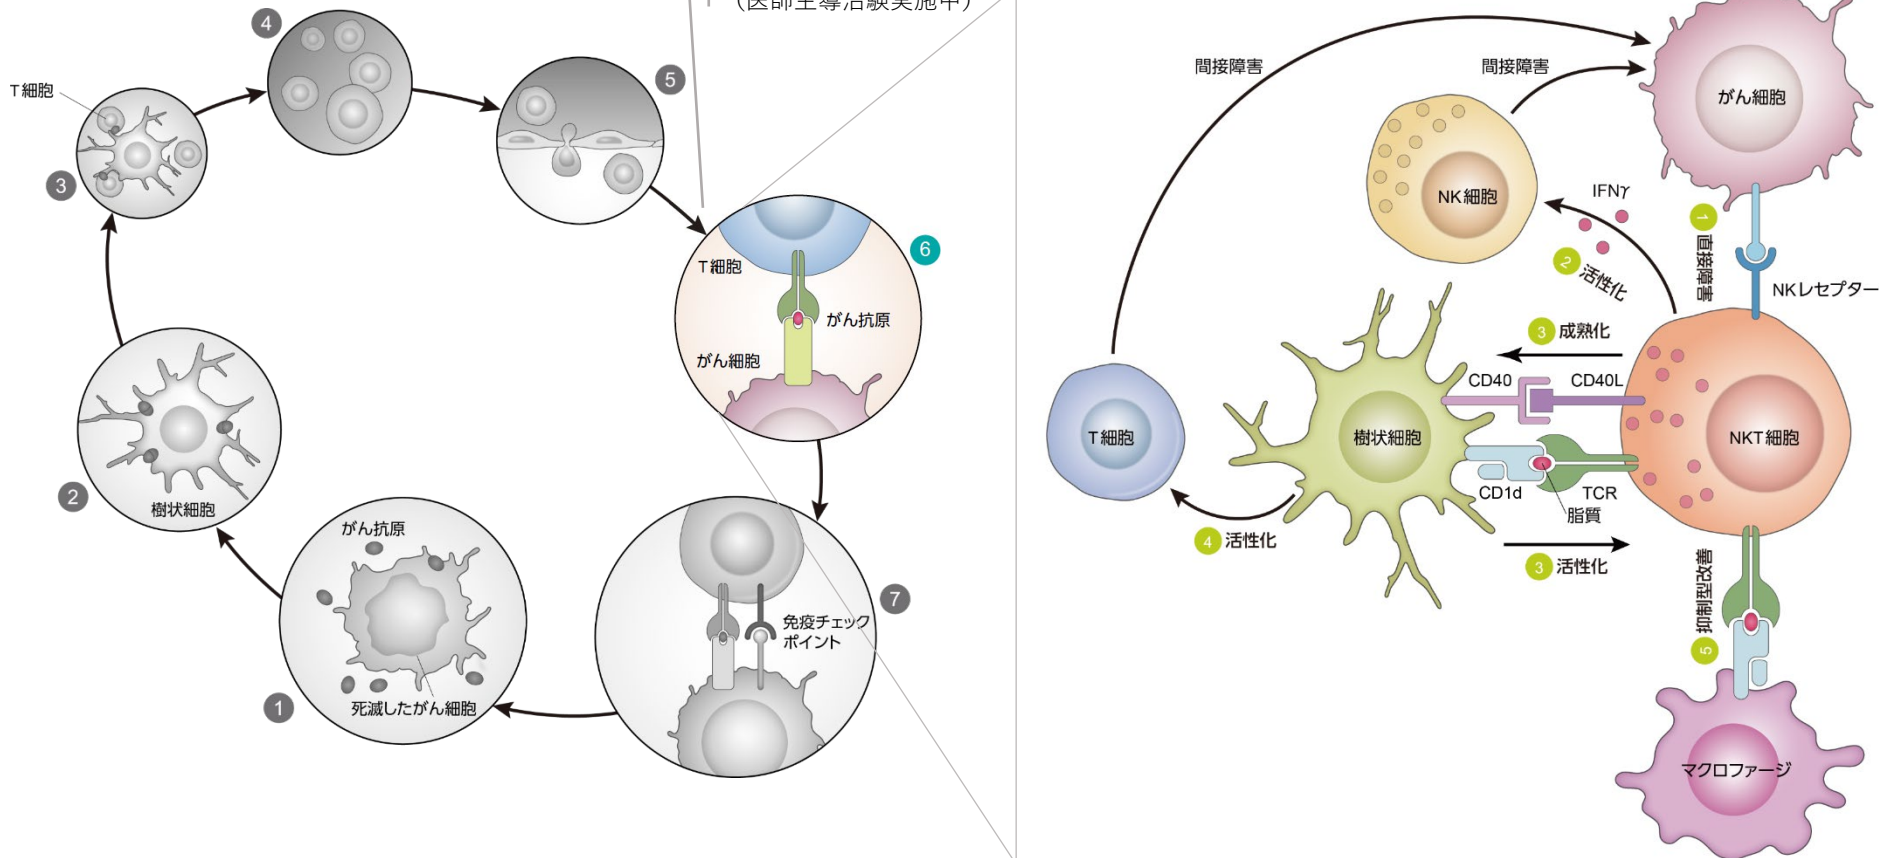 （医師主導治験実施中）
4
T細胞
3
5
T細胞
6
がん抗原
がん細胞
2
樹状細胞
がん抗原
死滅したがん細胞
1
7
免疫チェック
ポイント
間接障害
間接障害
がん細胞
NK細胞
IFNγ
2 活性化
1 直接障害
NKレセプター
3 成熟化
CD40
CD40L
T細胞
樹状細胞
NKT細胞
CD1d
TCR
脂質
4 活性化
3 活性化
5 抑制型改善
マクロファージ